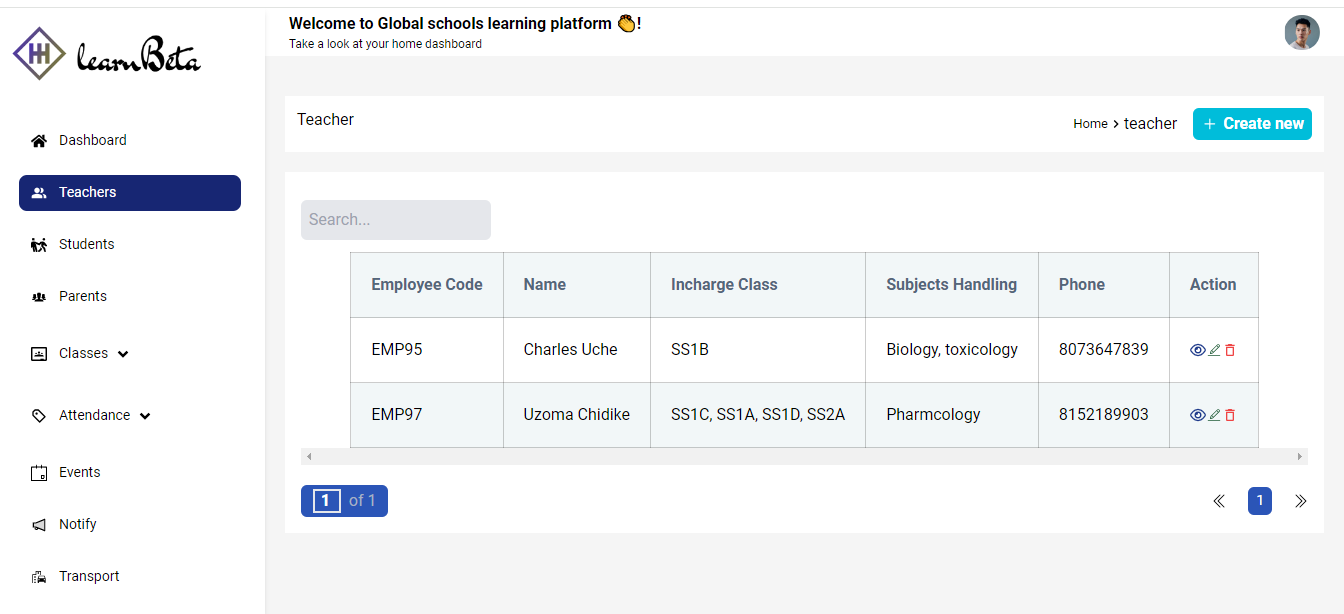 Welcome to Global schools learning platform 👏!
Take a look at your home dashboard
learnBeta
Dashboard
Teachers
Students
Parents
Classes
Attendance
Events
Notify
Transport
Teacher
Home > teacher
+ Create new
Search...
Employee Code Name Incharge Class Subjects Handling Phone Action
EMP95 Charles Uche SS1B Biology, toxicology 8073647839
EMP97 Uzoma Chidike SS1C, SS1A, SS1D, SS2A Pharmcology 8152189903
1 of 1
« 1 »